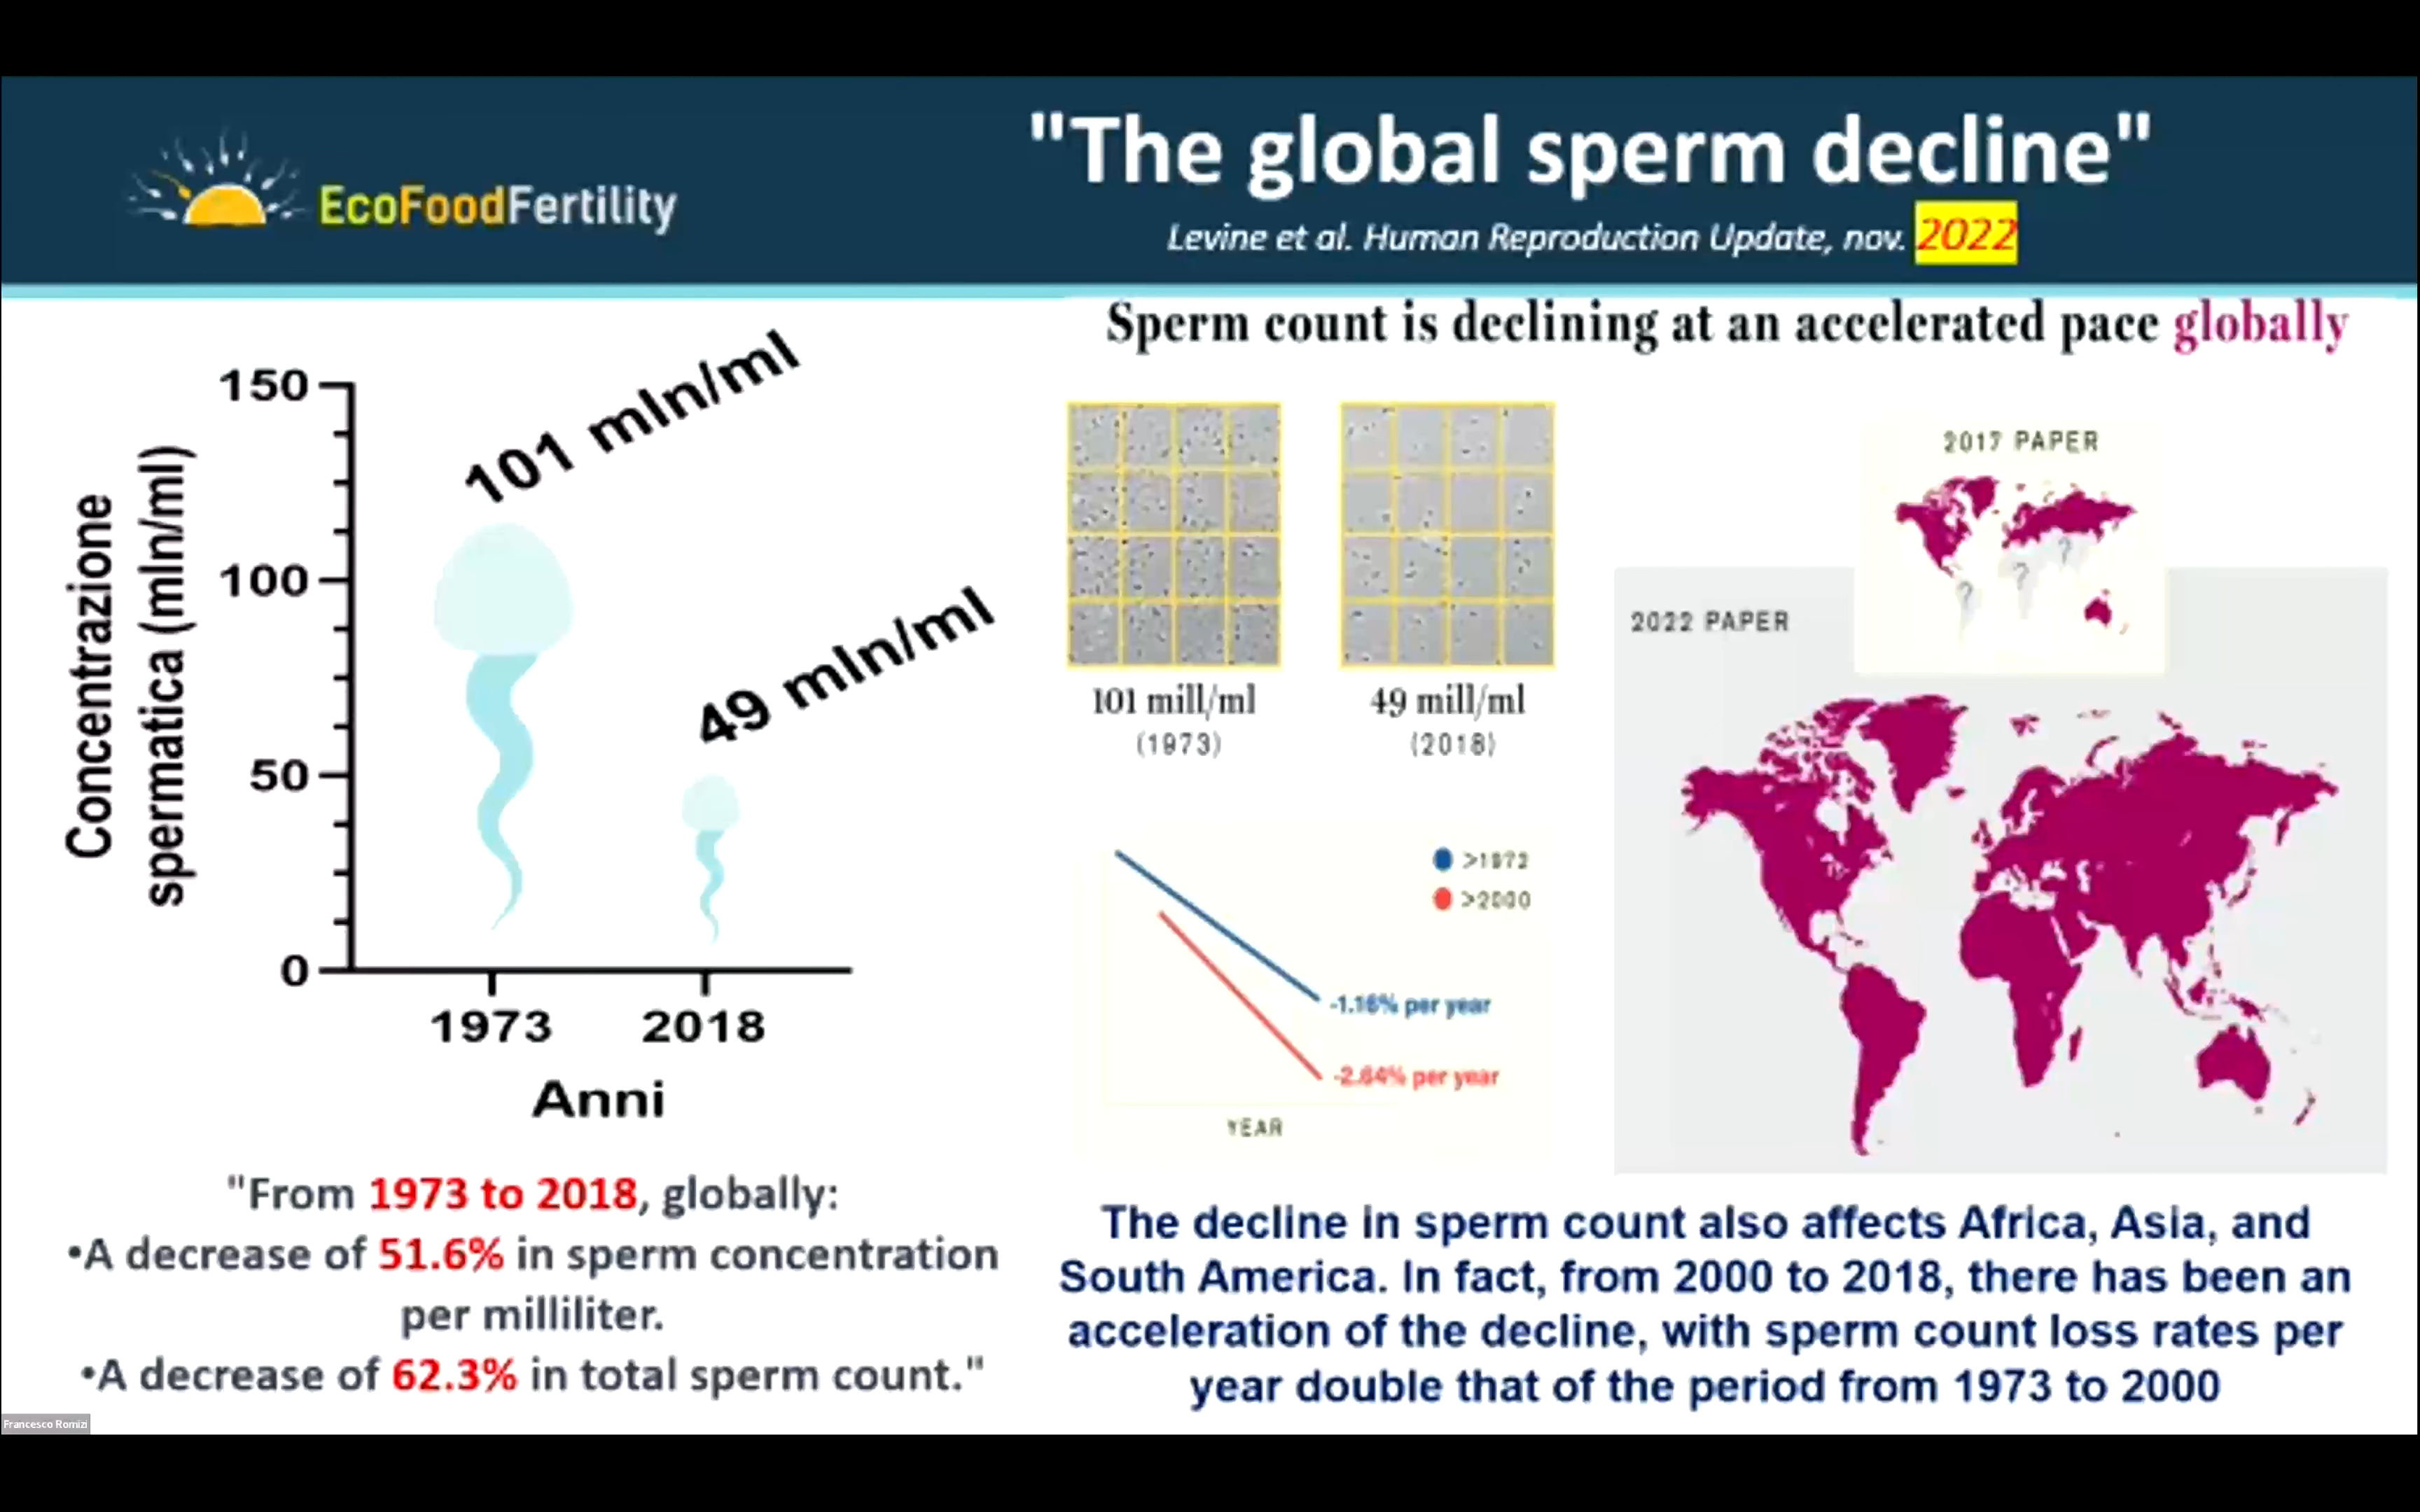 EcoFoodFertility
"The global sperm decline"
Levine et al. Human Reproduction Update, nov. 2022
Concentrazione
spermatica (mln/ml)
150
100
50
0
101 mln/ml
49 mln/ml
1973
2018
Anni
"From 1973 to 2018, globally:
•A decrease of 51.6% in sperm concentration
per milliliter.
•A decrease of 62.3% in total sperm count."
Sperm count is declining at an accelerated pace globally
101 mill/ml
(1973)
49 mill/ml
(2018)
>1972
>2000
-1.16% per year
-2.64% per year
YEAR
2017 PAPER
?
?
?
2022 PAPER
The decline in sperm count also affects Africa, Asia, and
South America. In fact, from 2000 to 2018, there has been an
acceleration of the decline, with sperm count loss rates per
year double that of the period from 1973 to 2000
Francesco Romizi